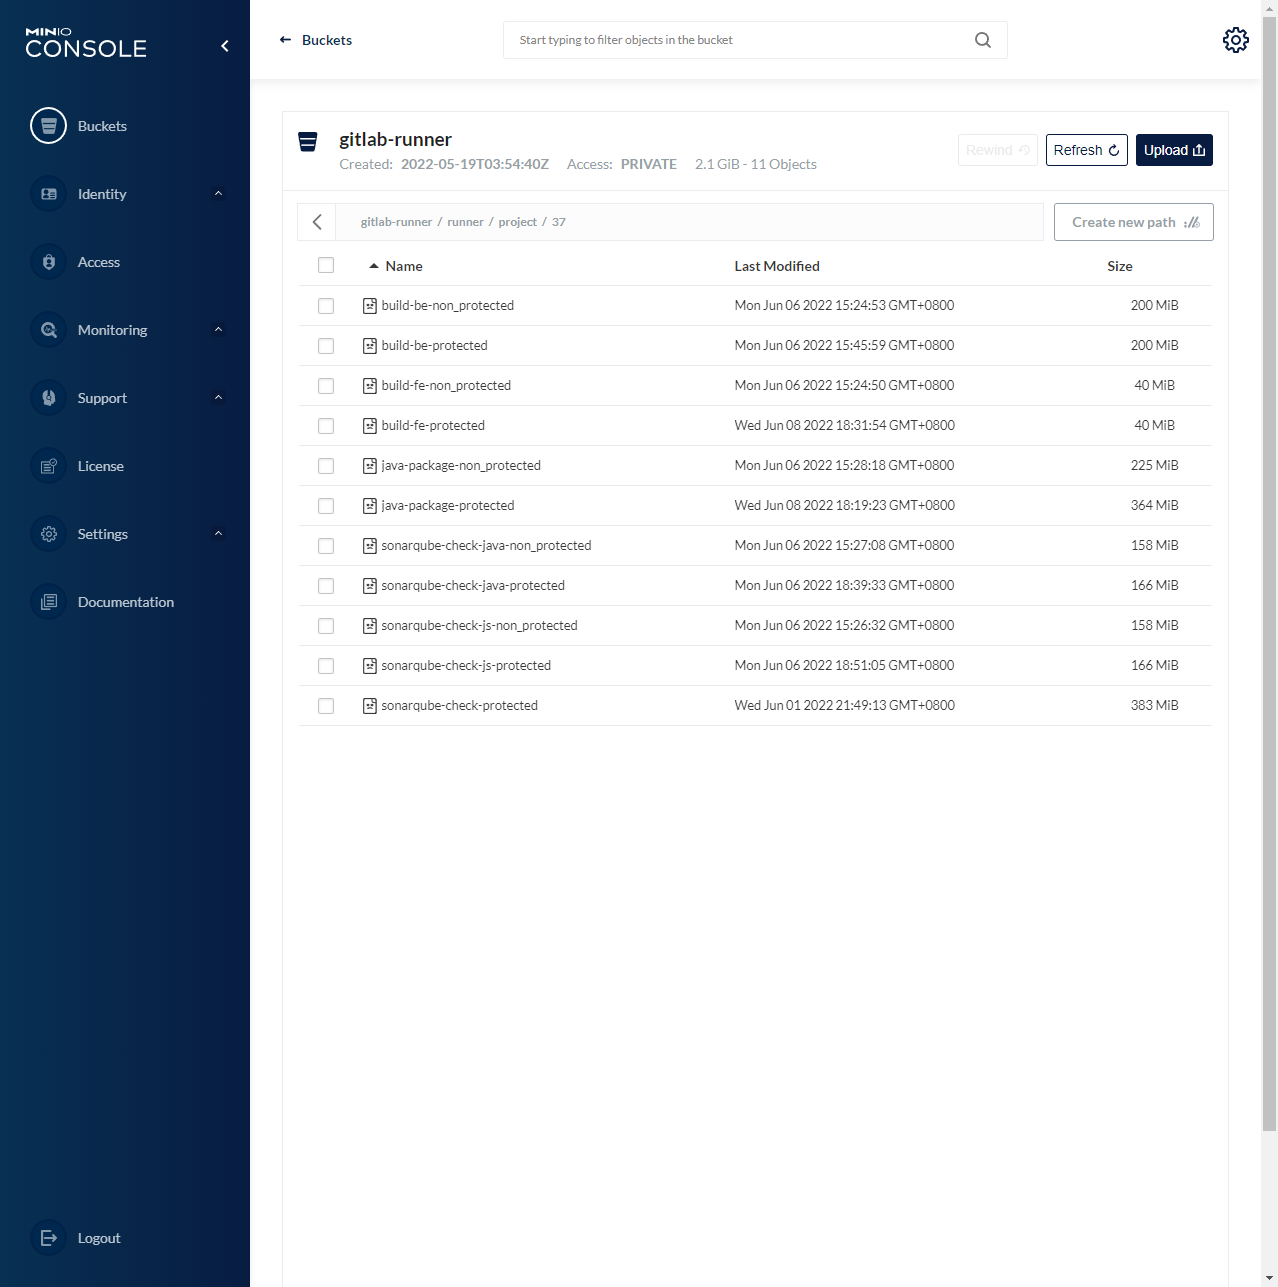 MINIO
CONSOLE
Buckets
Identity
Access
Monitoring
Support
License
Settings
Documentation
Logout
← Buckets
Start typing to filter objects in the bucket
gitlab-runner
Created: 2022-05-19T03:54:40Z Access: PRIVATE 2.1 GiB - 11 Objects
Rewind Refresh Upload
gitlab-runner / runner / project / 37
Create new path
Name Last Modified Size
build-be-non_protected Mon Jun 06 2022 15:24:53 GMT+0800 200 MiB
build-be-protected Mon Jun 06 2022 15:45:59 GMT+0800 200 MiB
build-fe-non_protected Mon Jun 06 2022 15:24:50 GMT+0800 40 MiB
build-fe-protected Wed Jun 08 2022 18:31:54 GMT+0800 40 MiB
java-package-non_protected Mon Jun 06 2022 15:28:18 GMT+0800 225 MiB
java-package-protected Wed Jun 08 2022 18:19:23 GMT+0800 364 MiB
sonarqube-check-java-non_protected Mon Jun 06 2022 15:27:08 GMT+0800 158 MiB
sonarqube-check-java-protected Mon Jun 06 2022 18:39:33 GMT+0800 166 MiB
sonarqube-check-js-non_protected Mon Jun 06 2022 15:26:32 GMT+0800 158 MiB
sonarqube-check-js-protected Mon Jun 06 2022 18:51:05 GMT+0800 166 MiB
sonarqube-check-protected Wed Jun 01 2022 21:49:13 GMT+0800 383 MiB